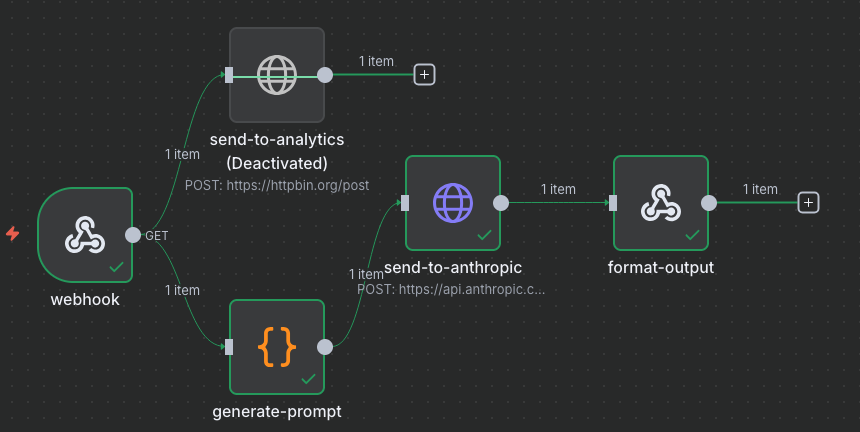 1 item
send-to-analytics
(Deactivated)
POST: https://httpbin.org/post
1 item
GET
webhook
1 item
generate-prompt
1 item
send-to-anthropic
POST: https://api.anthropic.c...
1 item
format-output
1 item